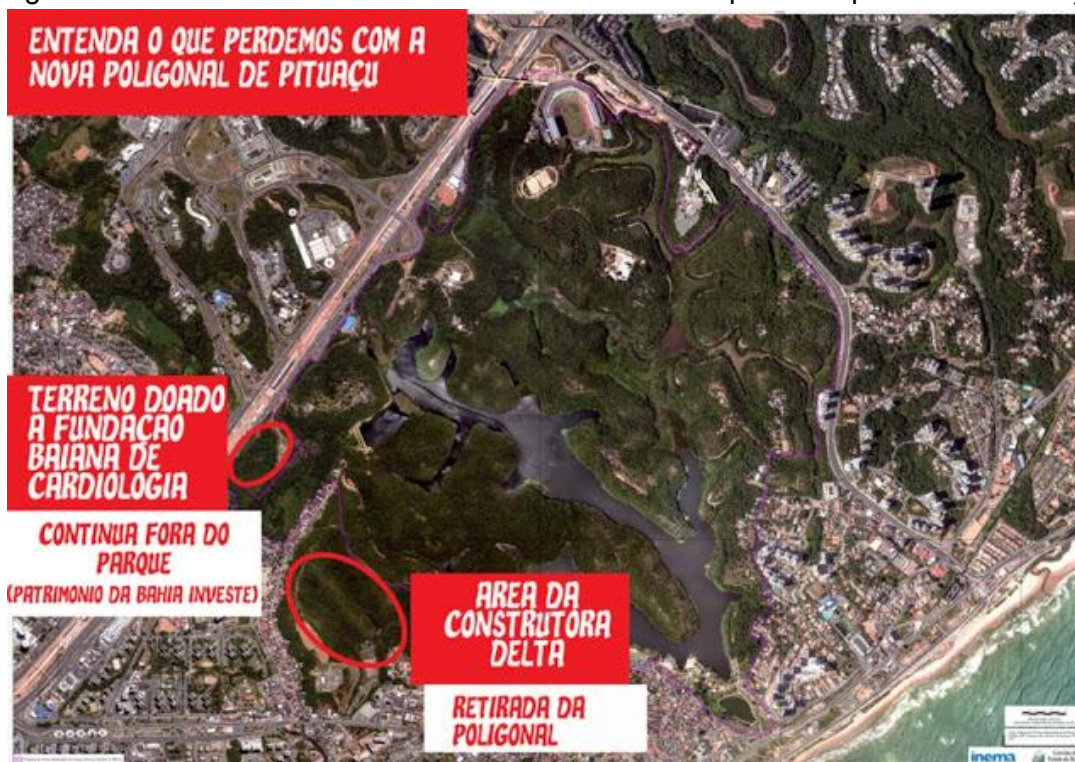 ENTENDA O QUE PERDEMOS COM A
NOVA POLIGONAL DE PITUAÇU
TERRENO DOADO
A FUNDACÃO
BAIANA DE
CARDIOLOGIA
CONTINUA FORA DO
PARQUE
(PATRIMONIO DA BAHIA INVESTE)
AREA DA
CONSTRUTORA
DELTA
RETIRADA DA
POLIGONAL
inema